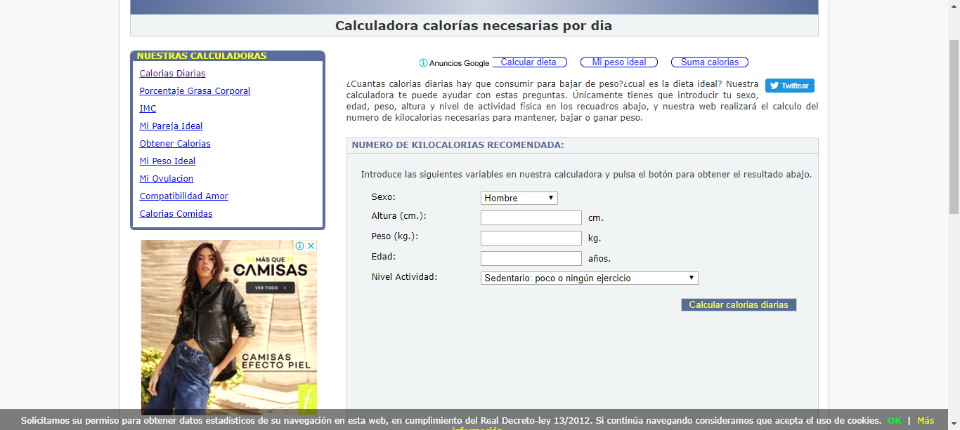 Calculadora calorías necesarias por dia
NUESTRAS CALCULADORAS
Calorias Diarias
Porcentaje Grasa Corporal
IMC
Mi Pareja Ideal
Obtener Calorias
Mi Peso Ideal
Mi Ovulacion
Compatibilidad Amor
Calorias Comidas
MÁS QUE
CAMISAS
VER TODO
CAMISAS
EFECTO PIEL
Anuncios Google Calcular dieta Mi peso ideal Suma calorias
¿Cuantas calorias diarias hay que consumir para bajar de peso?¿cual es la dieta ideal? Nuestra
Twittear
calculadora te puede ayudar con estas preguntas. Únicamente tienes que introducir tu sexo,
edad, peso, altura y nivel de actividad física en los recuadros abajo, y nuestra web realizará el calculo del
numero de kilocalorias necesarias para mantener, bajar o ganar peso.
NUMERO DE KILOCALORIAS RECOMENDADA:
Introduce las siguientes variables en nuestra calculadora y pulsa el botón para obtener el resultado abajo.
Sexo: Hombre
Altura (cm.): cm.
Peso (kg.): kg.
Edad: años.
Nivel Actividad: Sedentario: poco o ningún ejercicio
Calcular calorias diarias
Solicitamos su permiso para obtener datos estadísticos de su navegación en esta web, en cumplimiento del Real Decreto-ley 13/2012. Si continúa navegando consideramos que acepta el uso de cookies. OK | Más
información